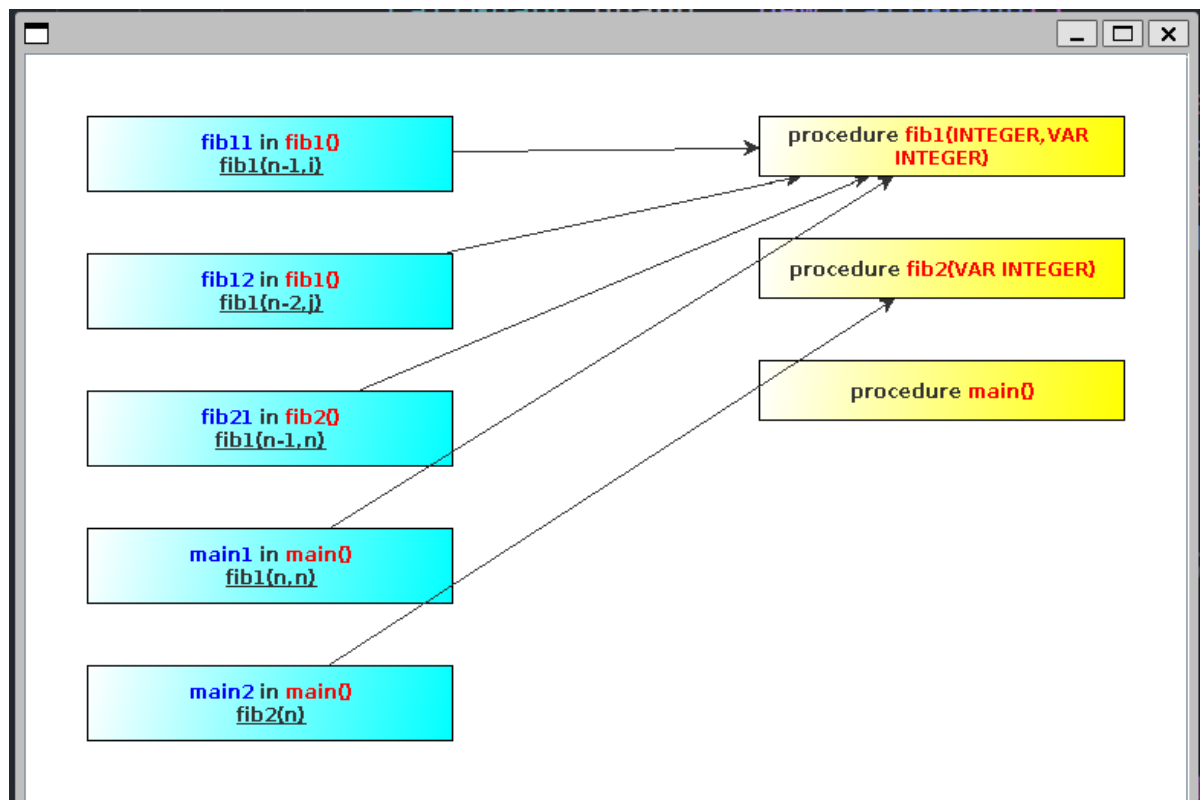 fib11 in fib1()
fib1(n-1,i)
procedure fib1(INTEGER,VAR
INTEGER)
fib12 in fib1()
fib1(n-2,j)
procedure fib2(VAR INTEGER)
fib21 in fib2()
fib1(n-1,n)
procedure main()
main1 in main()
fib1(n,n)
main2 in main()
fib2(n)